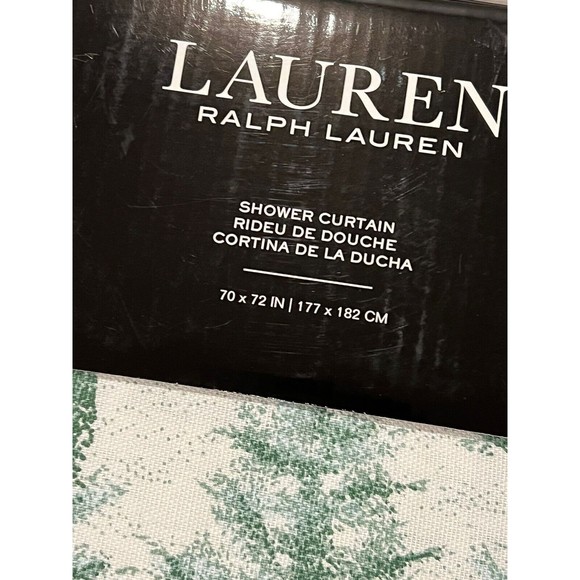 LAUREN
RALPH LAUREN
SHOWER CURTAIN
RIDEU DE DOUCHE
CORTINA DE LA DUCHA
70 x 72 IN | 177 x 182 CM